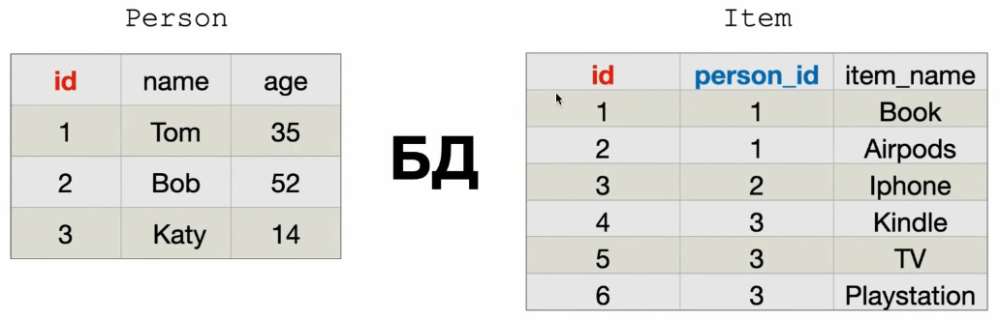 Person
id name age
1 Tom 35
2 Bob 52
3 Katy 14
БД
Item
id person_id item_name
1 1 Book
2 1 Airpods
3 2 Iphone
4 3 Kindle
5 3 TV
6 3 Playstation